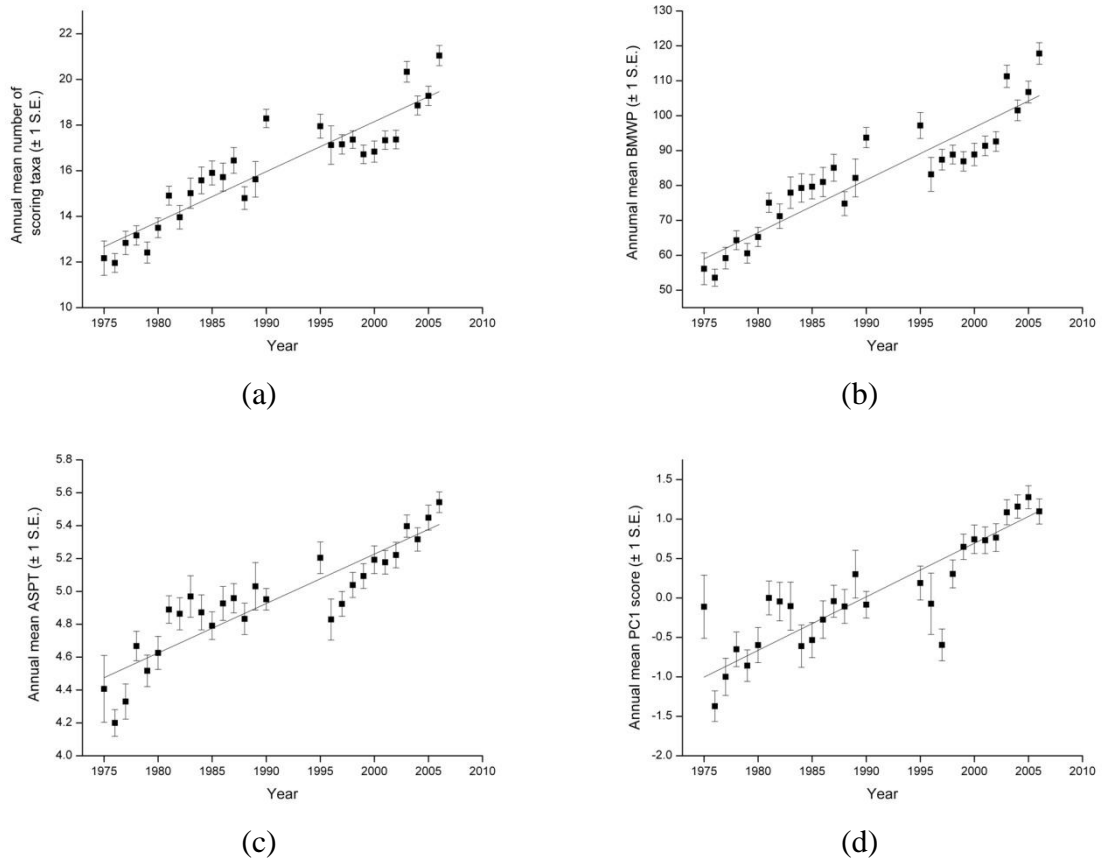 22
20
18
16
14
12
10
Annual mean number of
scoring taxa (± 1 S.E.)
1975 1980 1985 1990 1995 2000 2005 2010
Year
(a)
130
120
110
100
90
80
70
60
50
Annumal mean BMWP (± 1 S.E.)
1975 1980 1985 1990 1995 2000 2005 2010
Year
(b)
5.8
5.6
5.4
5.2
5.0
4.8
4.6
4.4
4.2
4.0
Annual mean ASPT (± 1 S.E.)
1975 1980 1985 1990 1995 2000 2005 2010
Year
(c)
1.5
1.0
0.5
0.0
-0.5
-1.0
-1.5
-2.0
Annual mean PC1 score (± 1 S.E.)
1975 1980 1985 1990 1995 2000 2005 2010
Year
(d)